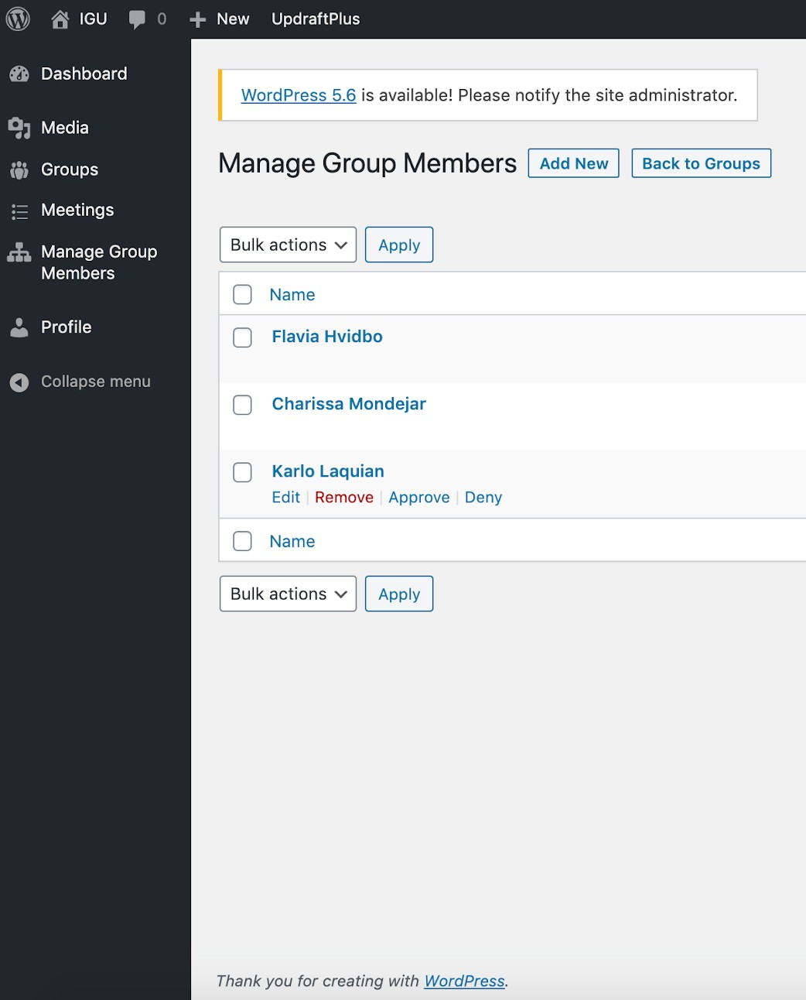 IGU 0 New UpdraftPlus
Dashboard
Media
Groups
Meetings
Manage Group
Members
Profile
Collapse menu
WordPress 5.6 is available! Please notify the site administrator.
Manage Group Members Add New Back to Groups
Bulk actions Apply
Name
Flavia Hvidbo
Charissa Mondejar
Karlo Laquian
Edit | Remove | Approve | Deny
Name
Bulk actions Apply
Thank you for creating with WordPress.